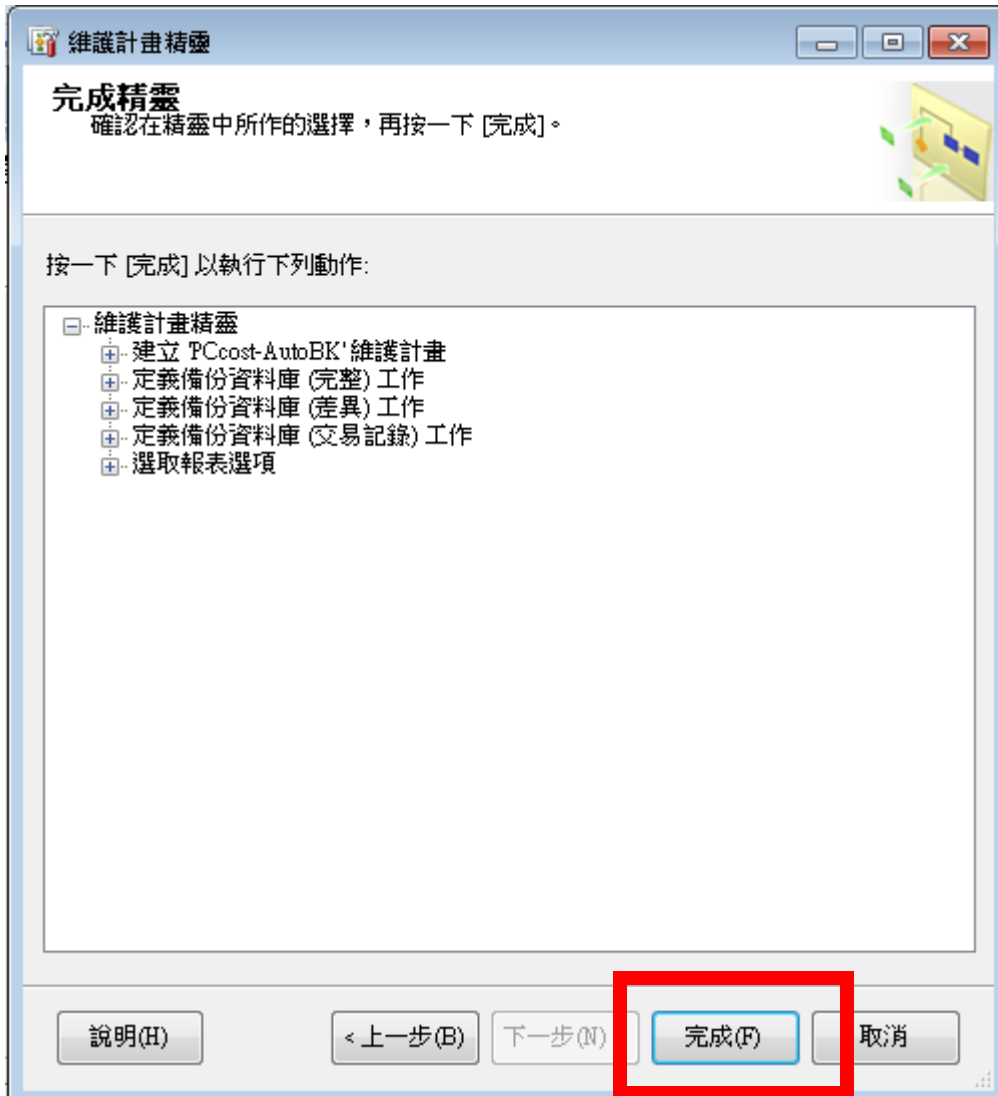 維護計畫精靈
完成精靈
確認在精靈中所作的選擇，再按一下 [完成]。
按一下 [完成] 以執行下列動作:
維護計畫精靈
建立 'PCcost-AutoBK' 維護計畫
定義備份資料庫 (完整) 工作
定義備份資料庫 (差異) 工作
定義備份資料庫 (交易記錄) 工作
選取報表選項
說明(H) < 上一步(B) 下一步(N) 完成(F) 取消